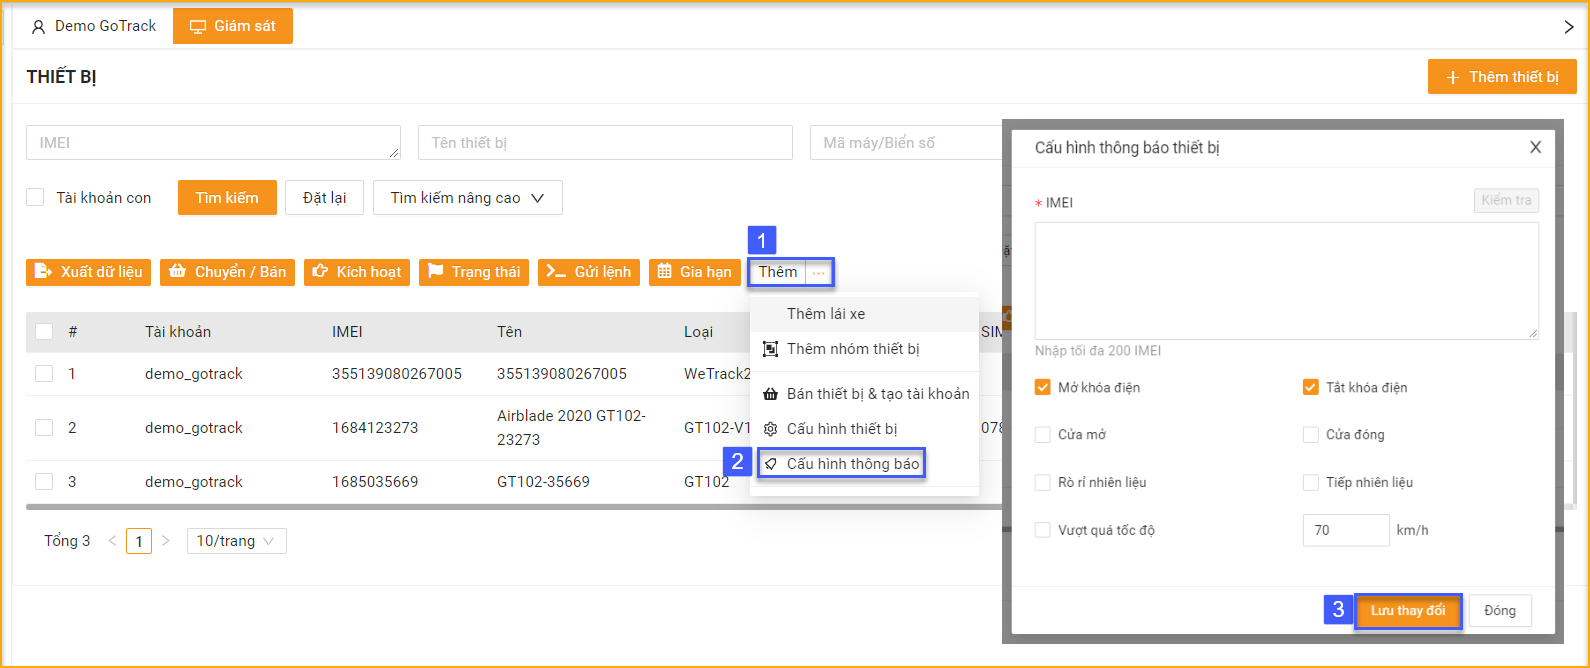 Demo GoTrack
Giám sát
THIẾT BỊ
Thêm thiết bị
IMEI
Tên thiết bị
Mã máy/Biển số
Tài khoản con
Tìm kiếm
Đặt lại
Tìm kiếm nâng cao
1
Xuất dữ liệu
Chuyển / Bán
Kích hoạt
Trạng thái
Gửi lệnh
Gia hạn
Thêm ···
# Tài khoản IMEI Tên Loại SIM
1 demo_gotrack 355139080267005 355139080267005 WeTrack2
2 demo_gotrack 1684123273 Airblade 2020 GT102-
23273 GT102-V1 078
3 demo_gotrack 1685035669 GT102-35669 GT102
Thêm lái xe
Thêm nhóm thiết bị
Bán thiết bị & tạo tài khoản
Cấu hình thiết bị
2 Cấu hình thông báo
Tổng 3 < 1 > 10/trang
Cấu hình thông báo thiết bị X
* IMEI
Kiểm tra
Nhập tối đa 200 IMEI
Mở khóa điện
Tắt khóa điện
Cửa mở
Cửa đóng
Rò rỉ nhiên liệu
Tiếp nhiên liệu
Vượt quá tốc độ
70 km/h
3 Lưu thay đổi
Đóng